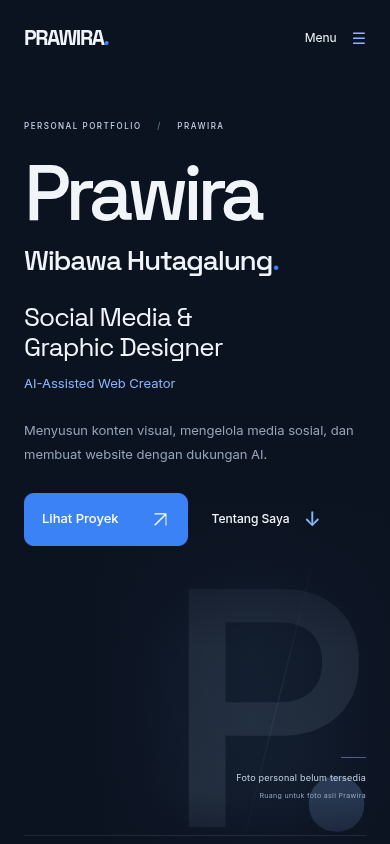 PRAWIRA.
Menu
PERSONAL PORTFOLIO / PRAWIRA
Prawira
Wibawa Hutagalung.
Social Media &
Graphic Designer
AI-Assisted Web Creator
Menyusun konten visual, mengelola media sosial, dan
membuat website dengan dukungan AI.
Lihat Proyek
Tentang Saya
P
Foto personal belum tersedia
Ruang untuk foto asli Prawira